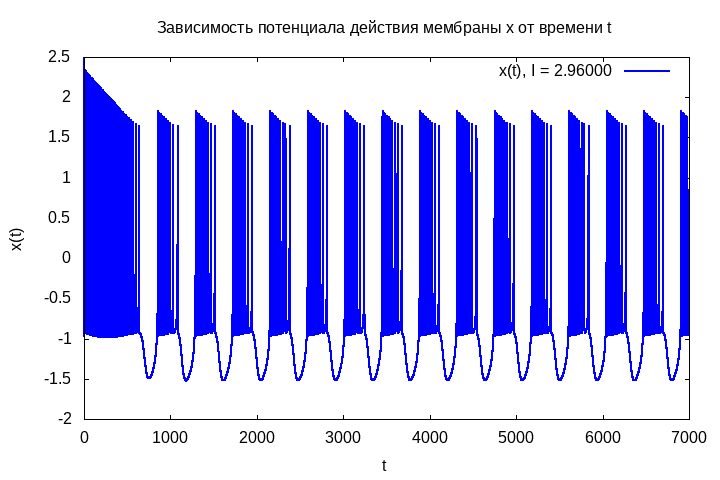 Зависимость потенциала действия мембраны x от времени t
x(t), I = 2.96000
2.5
2
1.5
1
0.5
0
-0.5
-1
-1.5
-2
x(t)
0 1000 2000 3000 4000 5000 6000 7000
t